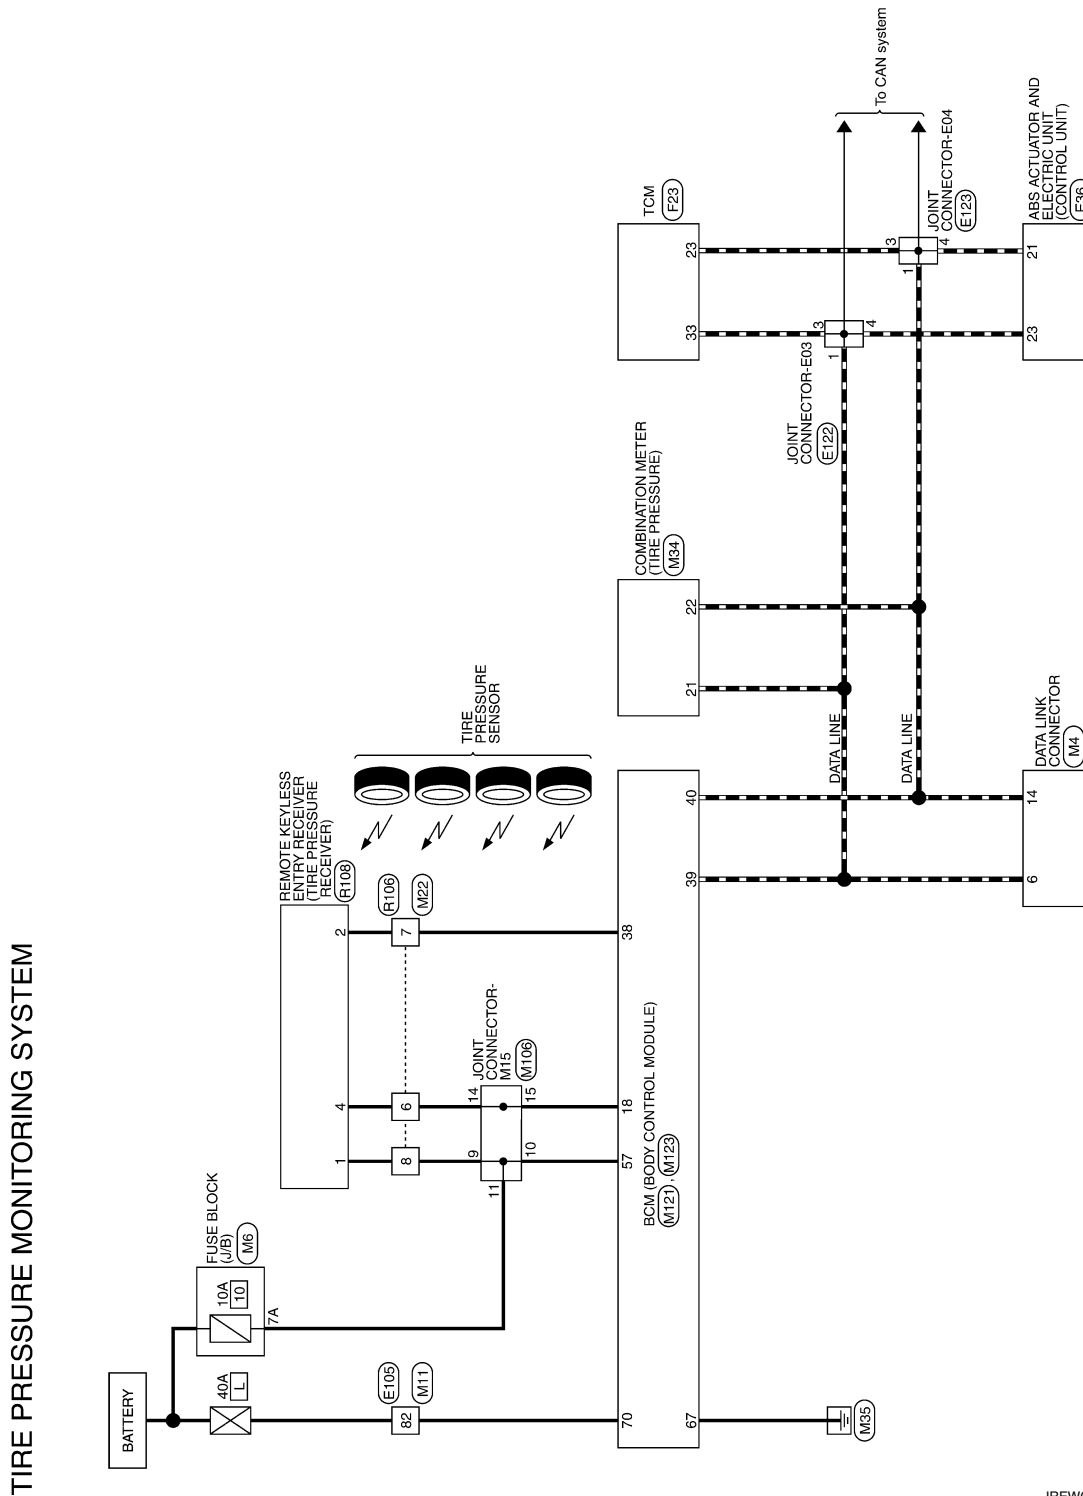 TIRE PRESSURE MONITORING SYSTEM
BATTERY
40A
L
E105
M11
82
70
67
M35
FUSE BLOCK
(J/B)
M6
10A
10
7A
REMOTE KEYLESS
ENTRY RECEIVER
(TIRE PRESSURE
RECEIVER)
R108
1
4
2
8
6
7
R106
M22
JOINT
CONNECTOR-
M15
M106
9
14
11
10
15
57
18
38
TIRE
PRESSURE
SENSOR
BCM (BODY CONTROL MODULE)
M121 , M123
39
40
DATA LINE
DATA LINE
DATA LINK
CONNECTOR
M4
6
14
COMBINATION METER
(TIRE PRESSURE)
M34
21
22
JOINT
CONNECTOR-E03
E122
1
3
4
TCM
F23
33
23
JOINT
CONNECTOR-E04
E123
1
3
4
To CAN system
ABS ACTUATOR AND
ELECTRIC UNIT
(CONTROL UNIT)
23
21